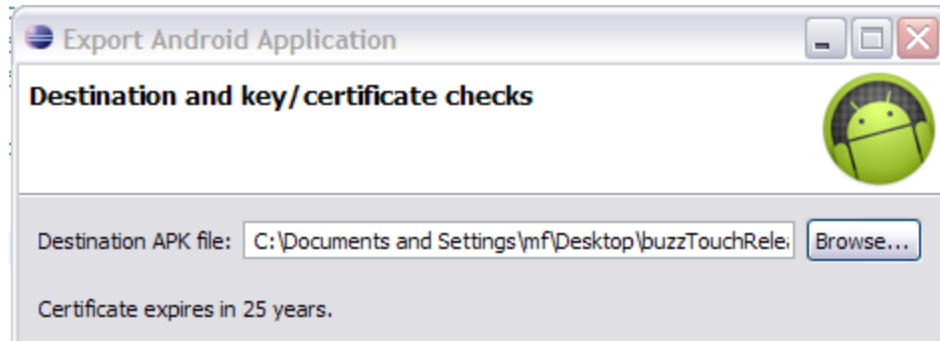 Export Android Application
Destination and key/certificate checks
Destination APK file: C:\Documents and Settings\mf\Desktop\buzzTouchRelea Browse...
Certificate expires in 25 years.